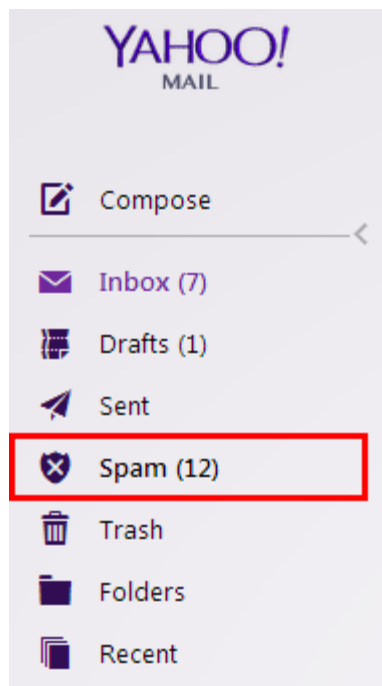 YAHOO!
MAIL
Compose
Inbox (7)
Drafts (1)
Sent
Spam (12)
Trash
Folders
Recent